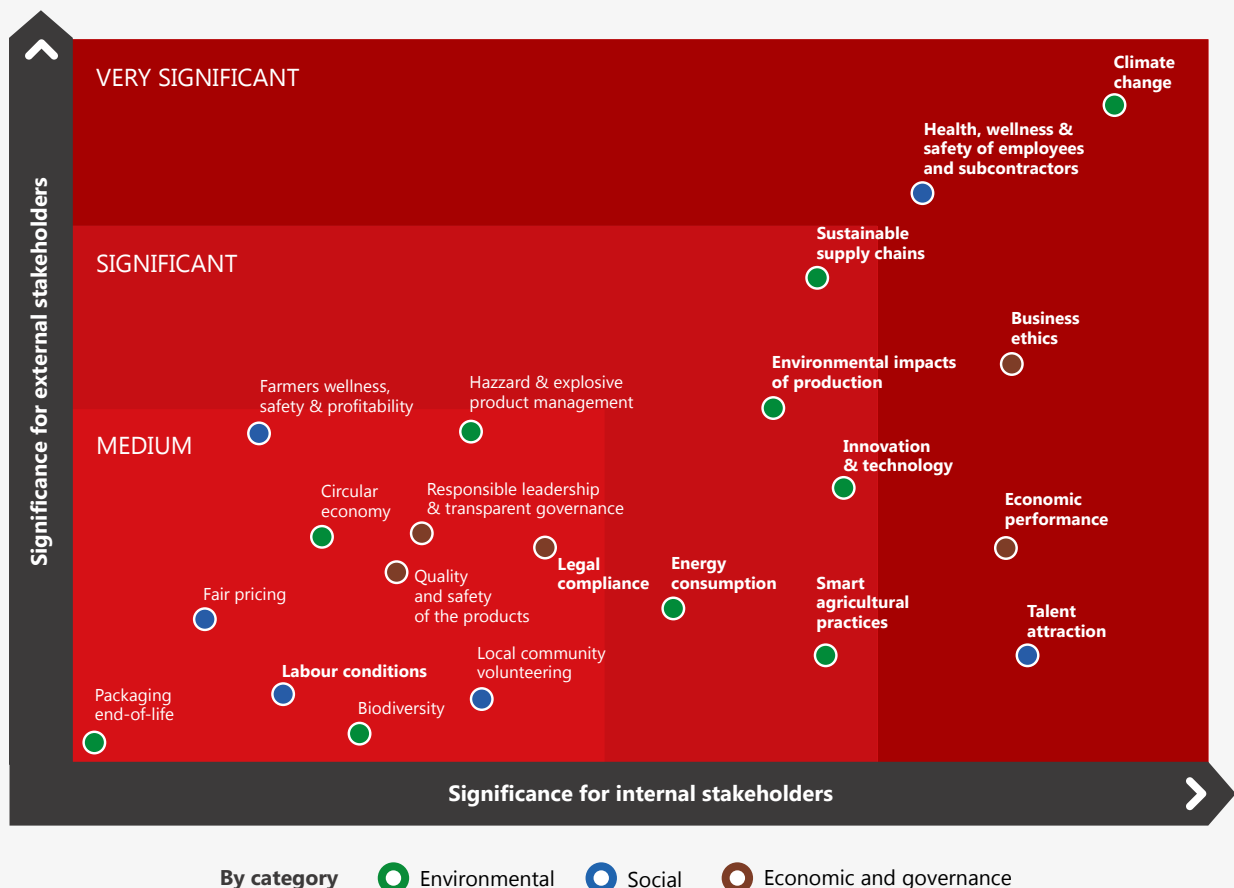 VERY SIGNIFICANT
Climate
change
Health, wellness &
safety of employees
and subcontractors
SIGNIFICANT
Sustainable
supply chains
Business
ethics
Environmental impacts
of production
Farmers wellness,
safety & profitability
Hazzard & explosive
product management
MEDIUM
Innovation
& technology
Circular
economy
Responsible leadership
& transparent governance
Economic
performance
Legal
compliance
Energy
consumption
Quality
and safety
of the products
Smart
agricultural
practices
Fair pricing
Talent
attraction
Local community
volunteering
Labour conditions
Packaging
end-of-life
Biodiversity
Significance for external stakeholders
Significance for internal stakeholders
By category
Environmental
Social
Economic and governance